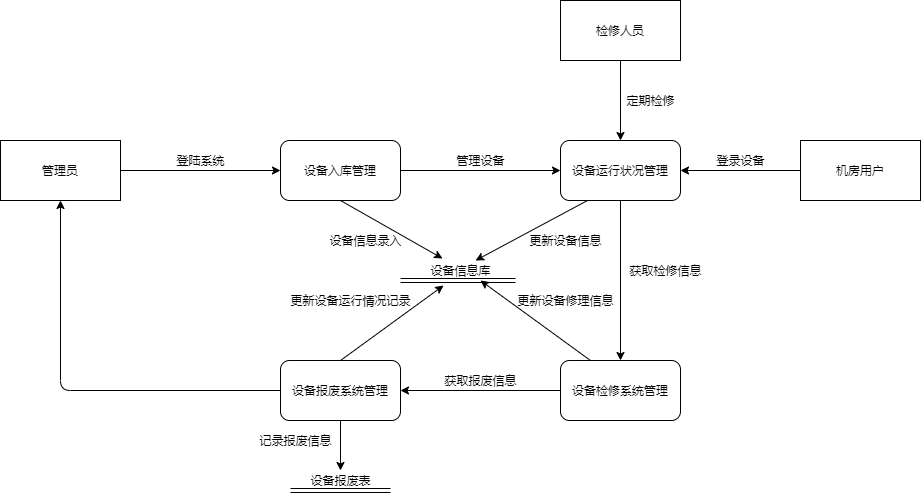 检修人员
定期检修
管理员
登陆系统
设备入库管理
管理设备
设备运行状况管理
登录设备
机房用户
设备信息录入
更新设备信息
设备信息库
获取检修信息
更新设备运行情况记录
更新设备修理信息
设备报废系统管理
获取报废信息
设备检修系统管理
记录报废信息
设备报废表